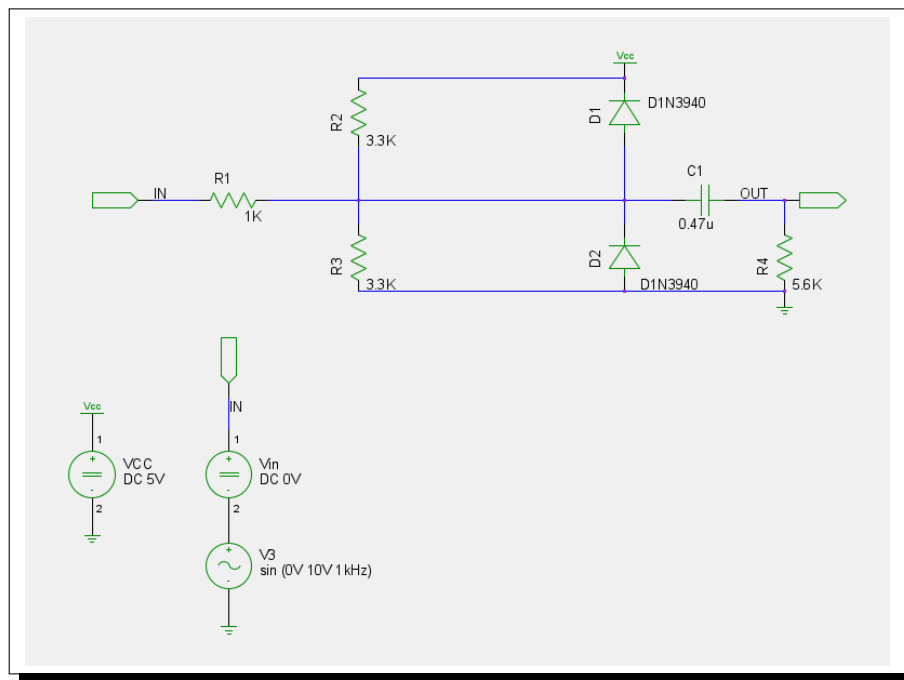 Vcc
D1
D1N3940
R2
3.3K
R1
IN
1K
C1
OUT
0.47u
R3
3.3K
D2
D1N3940
R4
5.6K
IN
Vcc
1
VCC
DC 5V
2
1
Vin
DC 0V
2
V3
sin (0V 10V 1kHz)